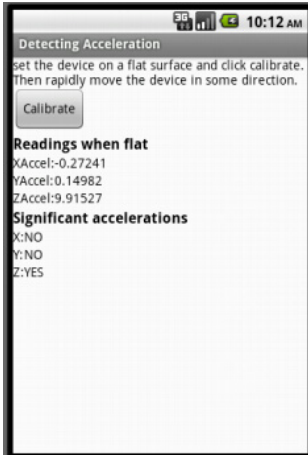 3G 10:12 AM
Detecting Acceleration
set the device on a flat surface and click calibrate.
Then rapidly move the device in some direction.
Calibrate
Readings when flat
XAccel:-0.27241
YAccel:0.14982
ZAccel:9.91527
Significant accelerations
X:NO
Y:NO
Z:YES